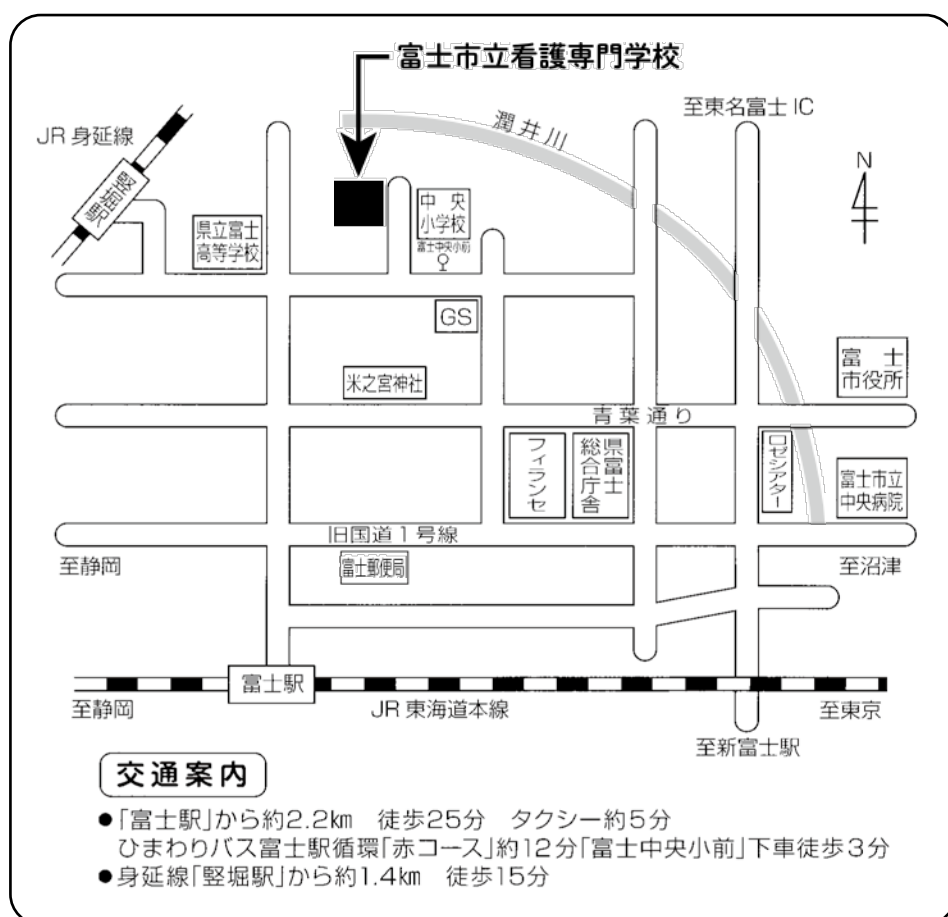 富士市立看護専門学校
至東名富士IC
JR身延線
潤井川
N
竪堀駅
中央
小学校
県立富士
高等学校
富士中央小前
GS
富士
市役所
米之宮神社
青葉通り
フィランセ
県富士
総合庁舎
ロゼシアター
富士市立
中央病院
旧国道1号線
至静岡
富士郵便局
至沼津
富士駅
至静岡
JR東海道本線
至東京
至新富士駅
交通案内
●「富士駅」から約2.2km 徒歩25分 タクシー約5分
ひまわりバス富士駅循環「赤コース」約12分「富士中央小前」下車徒歩3分
●身延線「竪堀駅」から約1.4km 徒歩15分